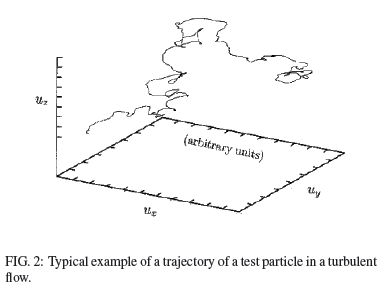 u_z
(arbitrary units)
u_y
u_x
FIG. 2: Typical example of a trajectory of a test particle in a turbulent
flow.